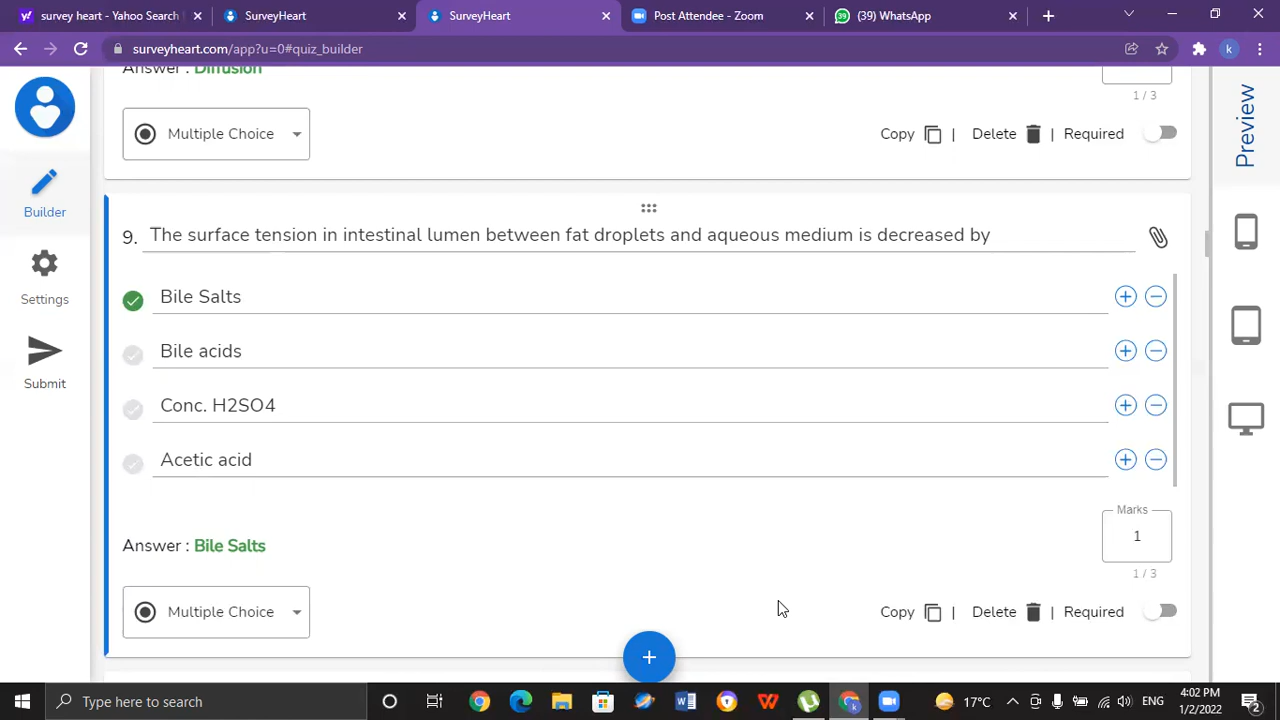 survey heart - Yahoo Search
SurveyHeart
SurveyHeart
Post Attendee - Zoom
(39) WhatsApp
surveyheart.com/app?u=0#quiz_builder
k
Answer : Diffusion
1 / 3
Multiple Choice
Copy | Delete | Required
Preview
Builder
Settings
Submit
9. The surface tension in intestinal lumen between fat droplets and aqueous medium is decreased by
Bile Salts
Bile acids
Conc. H2SO4
Acetic acid
Marks
1
1 / 3
Answer : Bile Salts
Multiple Choice
Copy | Delete | Required
+
Type here to search
17°C
ENG
4:02 PM
1/2/2022
2